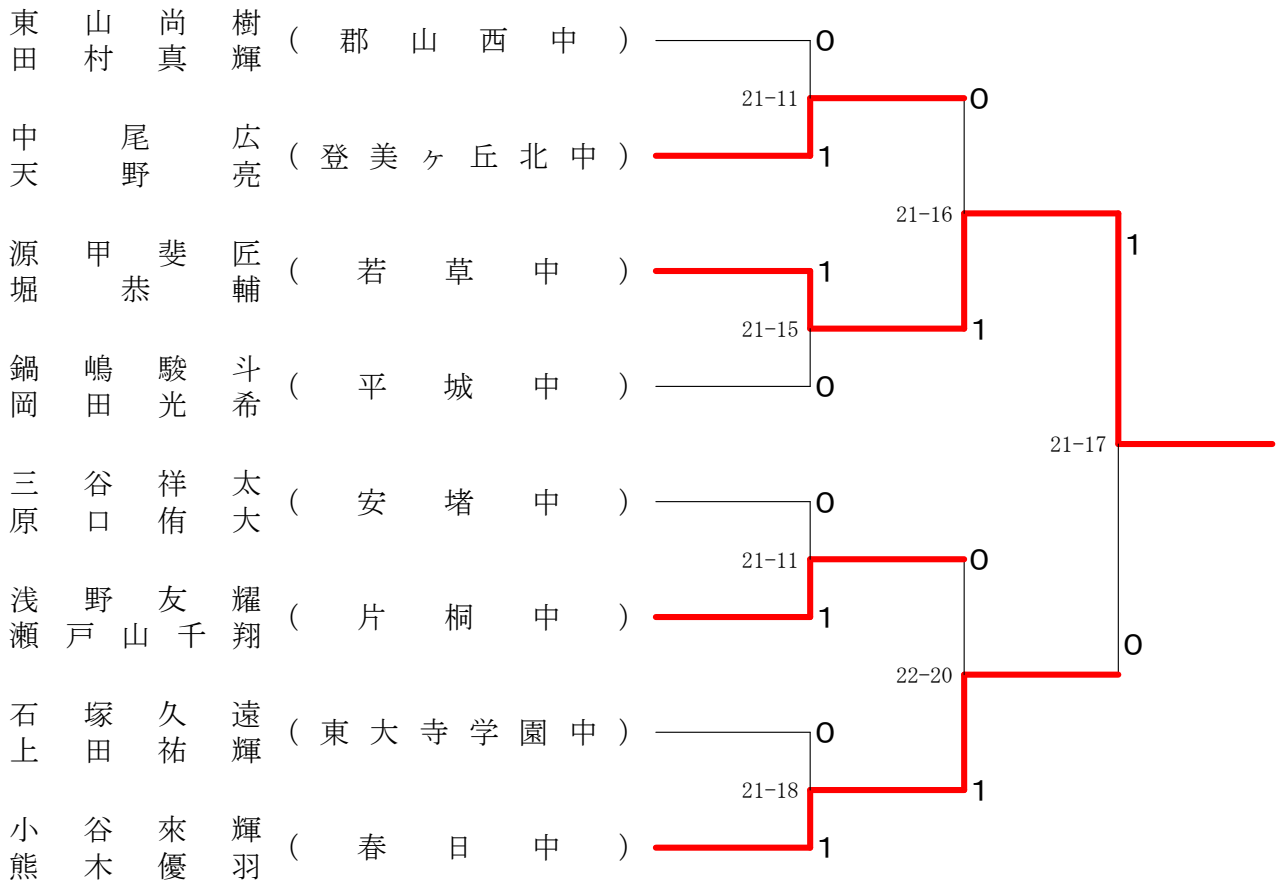 東山尚樹
田村真輝
(郡山西中)
0
21-11
0
中尾広
天野亮
(登美ヶ丘北中)
1
21-16
1
源甲斐匠
堀恭輔
(若草中)
1
21-15
1
鍋嶋駿斗
岡田光希
(平城中)
0
21-17
三谷祥太
原口侑大
(安堵中)
0
21-11
0
浅野友耀
瀬戸山千翔
(片桐中)
1
0
22-20
石塚久遠
上田祐輝
(東大寺学園中)
0
21-18
1
小谷來輝
熊木優羽
(春日中)
1